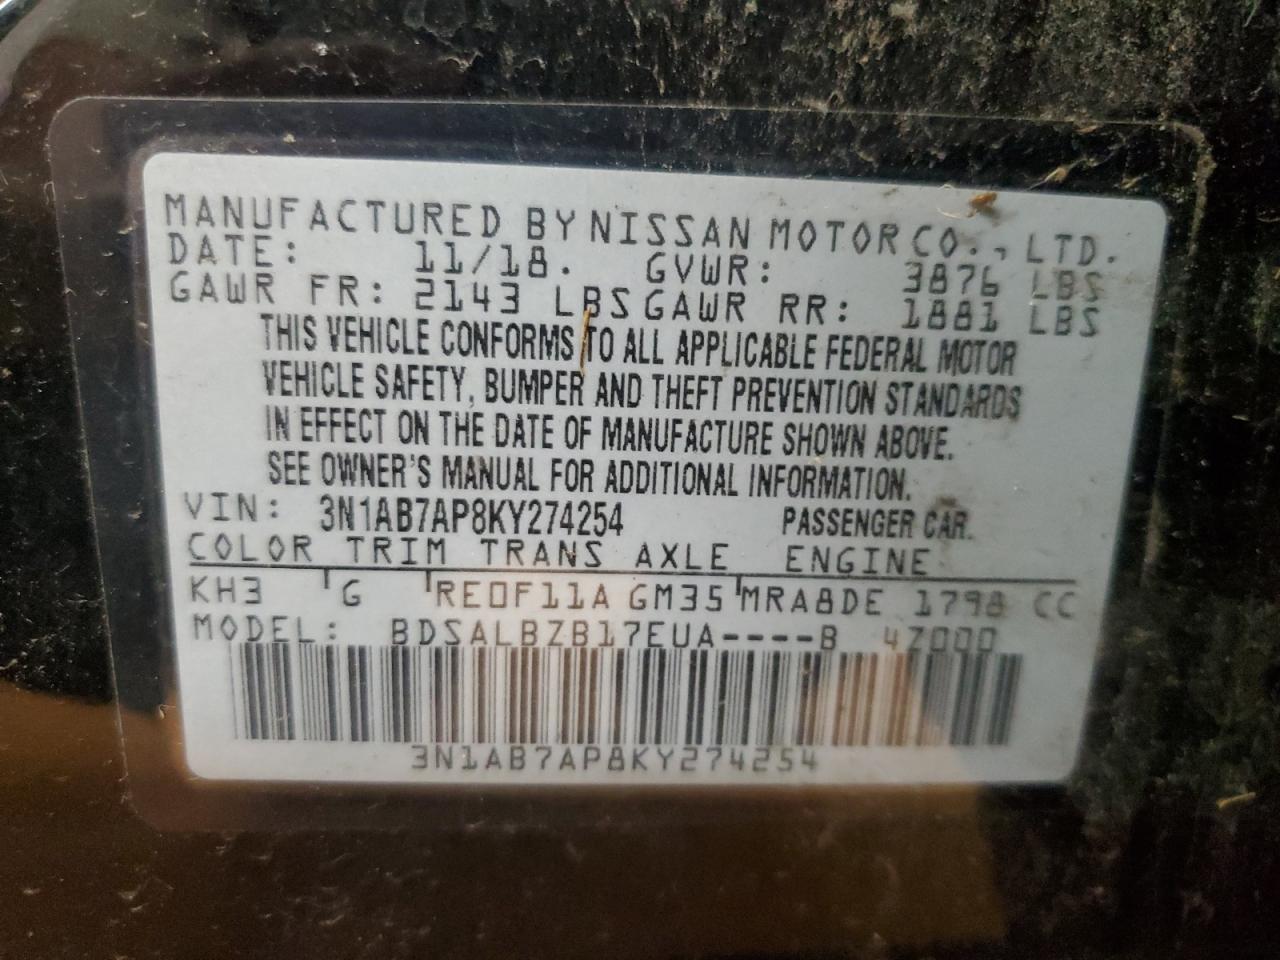 MANUFACTURED BY NISSAN MOTOR CO., LTD.
DATE: 11/18. GVWR: 3876 LBS
GAWR FR: 2143 LBS GAWR RR: 1881 LBS
THIS VEHICLE CONFORMS TO ALL APPLICABLE FEDERAL MOTOR
VEHICLE SAFETY, BUMPER AND THEFT PREVENTION STANDARDS
IN EFFECT ON THE DATE OF MANUFACTURE SHOWN ABOVE.
SEE OWNER'S MANUAL FOR ADDITIONAL INFORMATION.
VIN: 3N1AB7AP8KY274254 PASSENGER CAR.
COLOR TRIM TRANS AXLE ENGINE
KH3 G RE0F11A GM35 MRA8DE 1798 CC
MODEL: BDSALBZB17EUA----B 4Z000
3N1AB7AP8KY274254